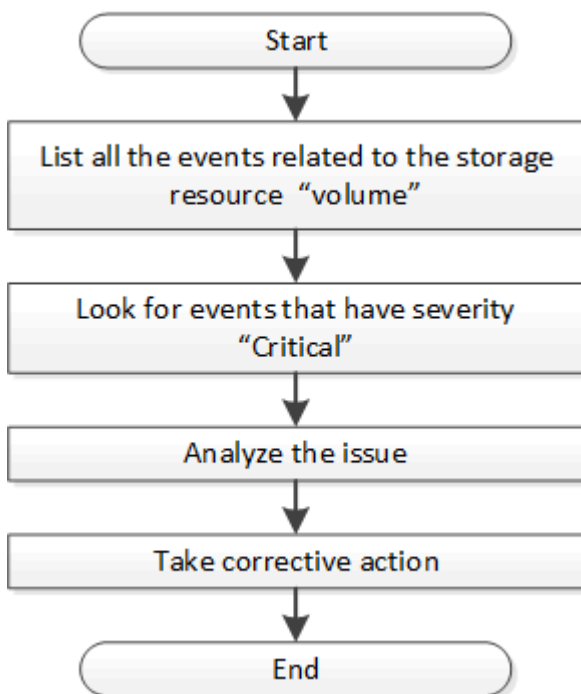 Start
List all the events related to the storage
resource “volume”
Look for events that have severity
“Critical”
Analyze the issue
Take corrective action
End